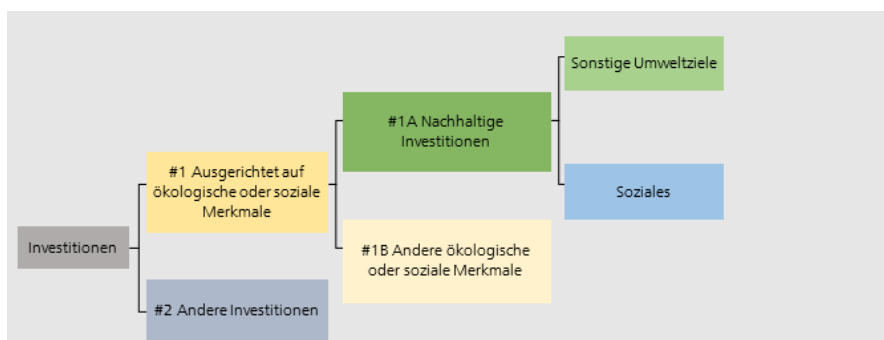 Sonstige Umweltziele
#1A Nachhaltige
Investitionen
#1 Ausgerichtet auf
ökologische oder soziale
Merkmale
Soziales
Investitionen
#1B Andere ökologische
oder soziale Merkmale
#2 Andere Investitionen